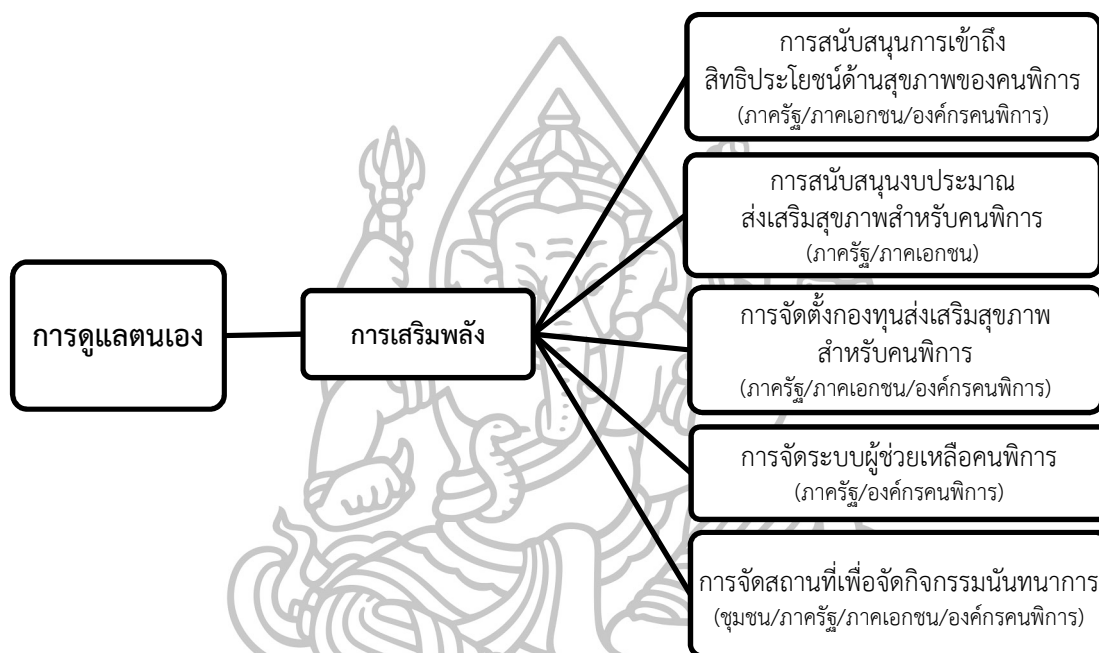 การดูแลตนเอง
การเสริมพลัง
การสนับสนุนการเข้าถึง
สิทธิประโยชน์ด้านสุขภาพของคนพิการ
(ภาครัฐ/ภาคเอกชน/องค์กรคนพิการ)
การสนับสนุนงบประมาณ
ส่งเสริมสุขภาพสำหรับคนพิการ
(ภาครัฐ/ภาคเอกชน)
การจัดตั้งกองทุนส่งเสริมสุขภาพ
สำหรับคนพิการ
(ภาครัฐ/ภาคเอกชน/องค์กรคนพิการ)
การจัดระบบผู้ช่วยเหลือคนพิการ
(ภาครัฐ/องค์กรคนพิการ)
การจัดสถานที่เพื่อจัดกิจกรรมนันทนาการ
(ชุมชน/ภาครัฐ/ภาคเอกชน/องค์กรคนพิการ)